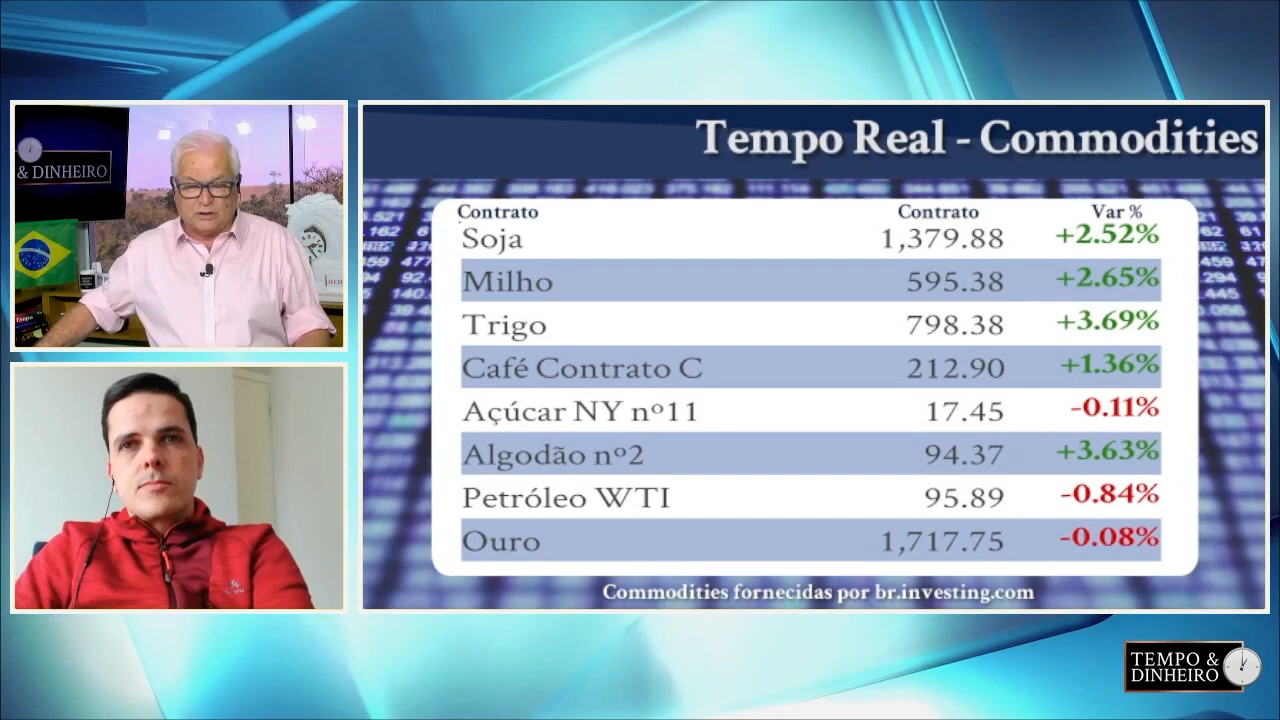 & DINHEIRO
Tempo Real - Commodities
Contrato Contrato Var %
Soja 1,379.88 +2.52%
Milho 595.38 +2.65%
Trigo 798.38 +3.69%
Café Contrato C 212.90 +1.36%
Açúcar NY nº11 17.45 -0.11%
Algodão nº2 94.37 +3.63%
Petróleo WTI 95.89 -0.84%
Ouro 1,717.75 -0.08%
Commodities fornecidas por br.investing.com
TEMPO &
DINHEIRO